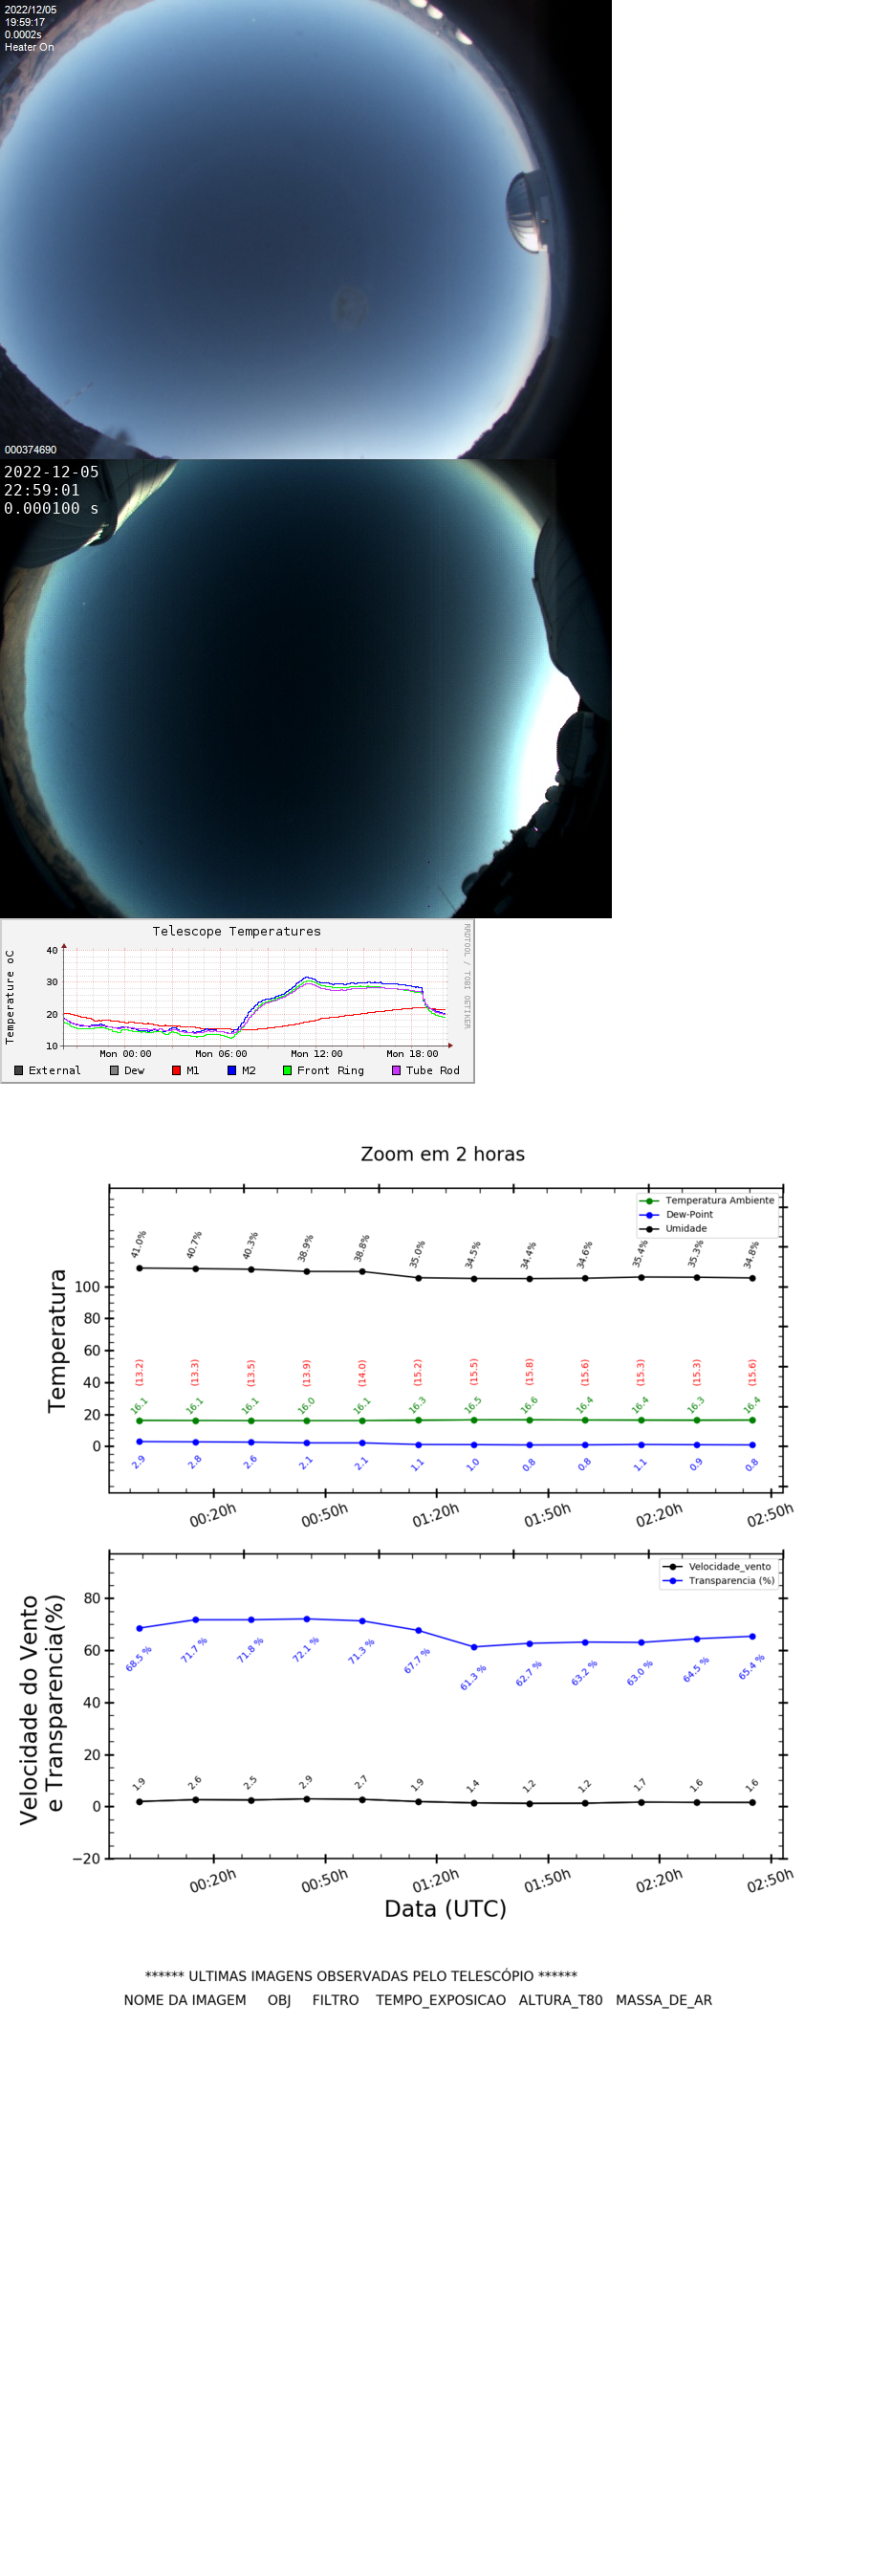 2022/12/05
19:59:17
0.0002s
Heater On
000374690
2022-12-05
22:59:01
0.000100 s
Telescope Temperatures
Temperature oC
RRDTOOL / TOBI OETIKER
40
30
20
10
Mon 00:00 Mon 06:00 Mon 12:00 Mon 18:00
External Dew M1 M2 Front Ring Tube Rod
Zoom em 2 horas
Temperatura Ambiente
Dew-Point
Umidade
Temperatura
100
80
60
40
20
0
41.0% 40.7% 40.3% 38.9% 38.8% 35.0% 34.5% 34.4% 34.6% 35.4% 35.3% 34.8%
(13.2) (13.3) (13.5) (13.9) (14.0) (15.2) (15.5) (15.8) (15.6) (15.3) (15.3) (15.6)
16.1 16.1 16.1 16.0 16.1 16.3 16.5 16.6 16.4 16.4 16.3 16.4
2.9 2.8 2.6 2.1 2.1 1.1 1.0 0.8 0.8 1.1 0.9 0.8
00:20h 00:50h 01:20h 01:50h 02:20h 02:50h
Velocidade_vento
Transparencia (%)
Velocidade do Vento
e Transparencia(%)
80
60
40
20
0
−20
68.5 % 71.7 % 71.8 % 72.1 % 71.3 % 67.7 % 61.3 % 62.7 % 63.2 % 63.0 % 64.5 % 65.4 %
1.9 2.6 2.5 2.9 2.7 1.9 1.4 1.2 1.2 1.7 1.6 1.6
00:20h 00:50h 01:20h 01:50h 02:20h 02:50h
Data (UTC)
****** ULTIMAS IMAGENS OBSERVADAS PELO TELESCÓPIO ******
NOME DA IMAGEM OBJ FILTRO TEMPO_EXPOSICAO ALTURA_T80 MASSA_DE_AR